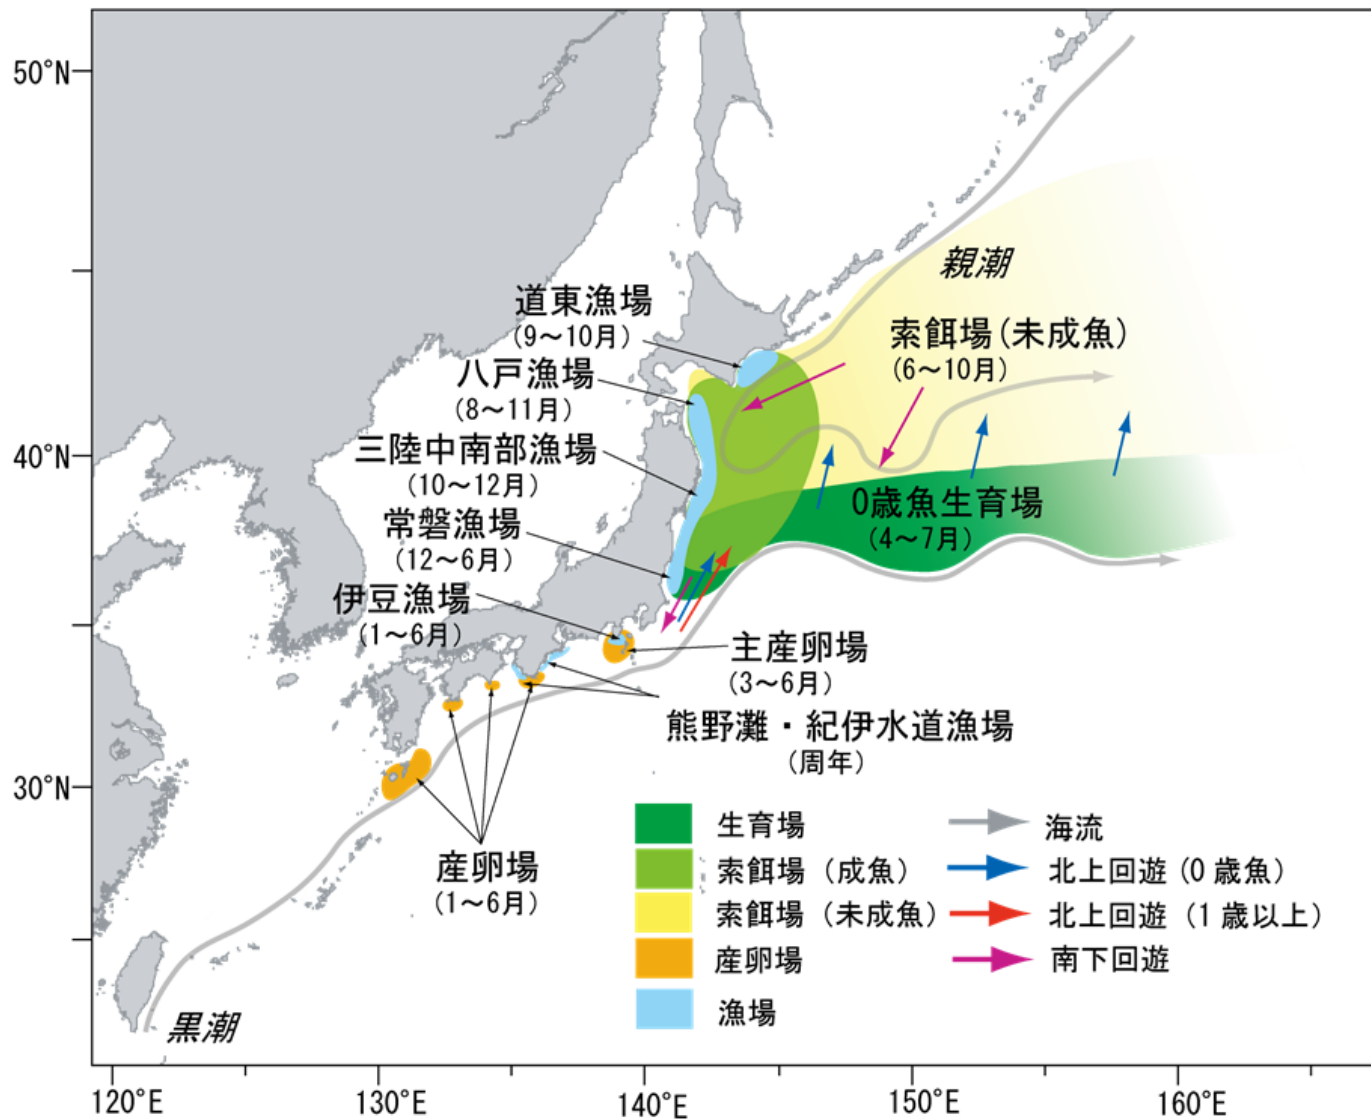 50°N
親潮
道東漁場
(9～10月)
索餌場(未成魚)
(6～10月)
八戸漁場
(8～11月)
三陸中南部漁場
(10～12月)
40°N
0歳魚生育場
(4～7月)
常磐漁場
(12～6月)
伊豆漁場
(1～6月)
主産卵場
(3～6月)
熊野灘・紀伊水道漁場
(周年)
30°N
産卵場
(1～6月)
黒潮
生育場
索餌場 (成魚)
索餌場 (未成魚)
産卵場
漁場
海流
北上回遊 (0歳魚)
北上回遊 (1歳以上)
南下回遊
120°E
130°E
140°E
150°E
160°E